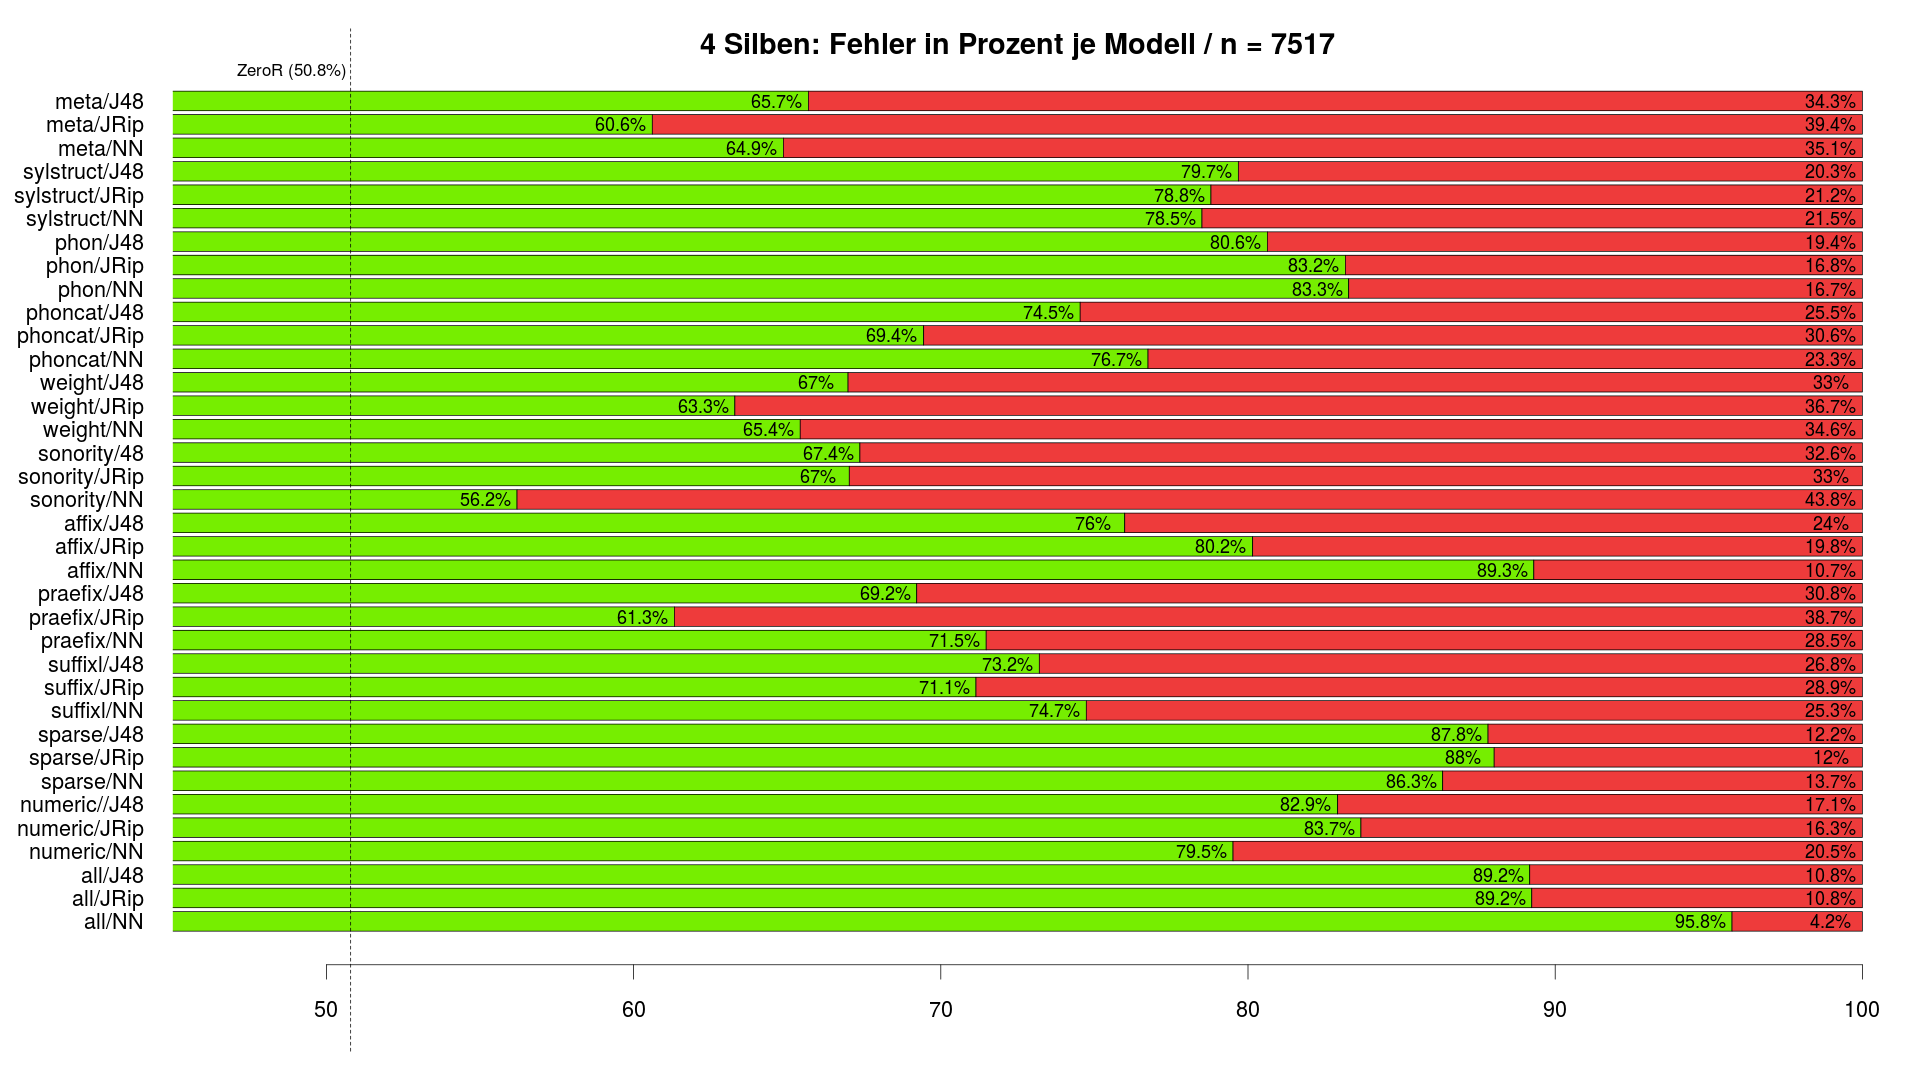 4 Silben: Fehler in Prozent je Modell / n = 7517
ZeroR (50.8%)
meta/J48 65.7% 34.3%
meta/JRip 60.6% 39.4%
meta/NN 64.9% 35.1%
sylstruct/J48 79.7% 20.3%
sylstruct/JRip 78.8% 21.2%
sylstruct/NN 78.5% 21.5%
phon/J48 80.6% 19.4%
phon/JRip 83.2% 16.8%
phon/NN 83.3% 16.7%
phoncat/J48 74.5% 25.5%
phoncat/JRip 69.4% 30.6%
phoncat/NN 76.7% 23.3%
weight/J48 67% 33%
weight/JRip 63.3% 36.7%
weight/NN 65.4% 34.6%
sonority/48 67.4% 32.6%
sonority/JRip 67% 33%
sonority/NN 56.2% 43.8%
affix/J48 76% 24%
affix/JRip 80.2% 19.8%
affix/NN 89.3% 10.7%
praefix/J48 69.2% 30.8%
praefix/JRip 61.3% 38.7%
praefix/NN 71.5% 28.5%
suffixl/J48 73.2% 26.8%
suffix/JRip 71.1% 28.9%
suffixl/NN 74.7% 25.3%
sparse/J48 87.8% 12.2%
sparse/JRip 88% 12%
sparse/NN 86.3% 13.7%
numeric//J48 82.9% 17.1%
numeric/JRip 83.7% 16.3%
numeric/NN 79.5% 20.5%
all/J48 89.2% 10.8%
all/JRip 89.2% 10.8%
all/NN 95.8% 4.2%
50 60 70 80 90 100